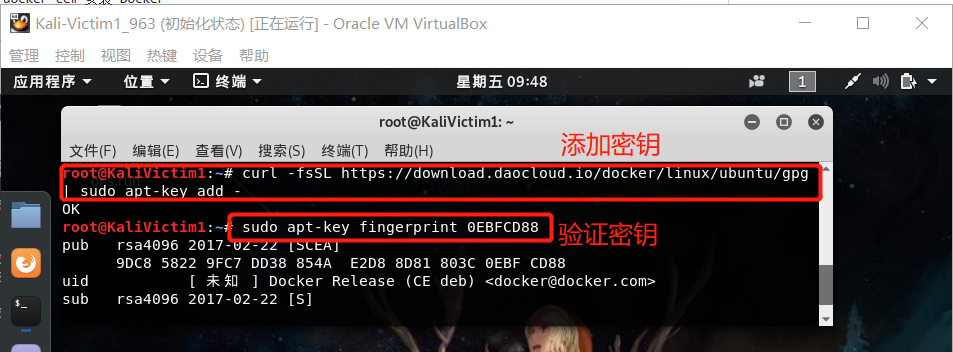 Kali-Victim1_963 (初始化状态) [正在运行] - Oracle VM VirtualBox
管理 控制 视图 热键 设备 帮助
应用程序 位置 终端 星期五 09:48 1
root@KaliVictim1: ~
文件(F) 编辑(E) 查看(V) 搜索(S) 终端(T) 帮助(H)
添加密钥
root@KaliVictim1:~# curl -fsSL https://download.daocloud.io/docker/linux/ubuntu/gpg
| sudo apt-key add -
OK
root@KaliVictim1:~# sudo apt-key fingerprint 0EBFCD88
验证密钥
pub rsa4096 2017-02-22 [SCEA]
9DC8 5822 9FC7 DD38 854A E2D8 8D81 803C 0EBF CD88
uid [ 未知 ] Docker Release (CE deb) <docker@docker.com>
sub rsa4096 2017-02-22 [S]